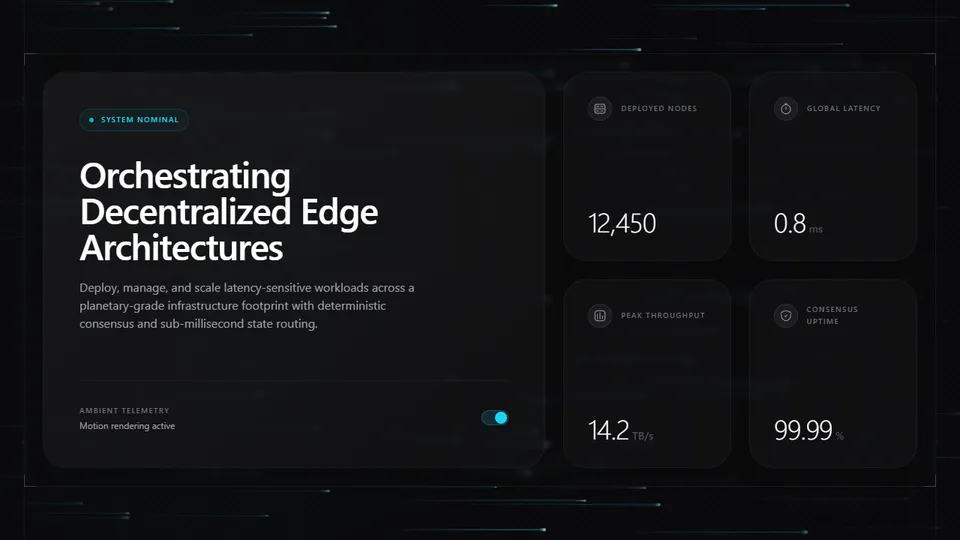 SYSTEM NOMINAL
Orchestrating
Decentralized Edge
Architectures
Deploy, manage, and scale latency-sensitive workloads across a
planetary-grade infrastructure footprint with deterministic
consensus and sub-millisecond state routing.
AMBIENT TELEMETRY
Motion rendering active
DEPLOYED NODES
12,450
GLOBAL LATENCY
0.8 ms
PEAK THROUGHPUT
14.2 TB/s
CONSENSUS
UPTIME
99.99 %